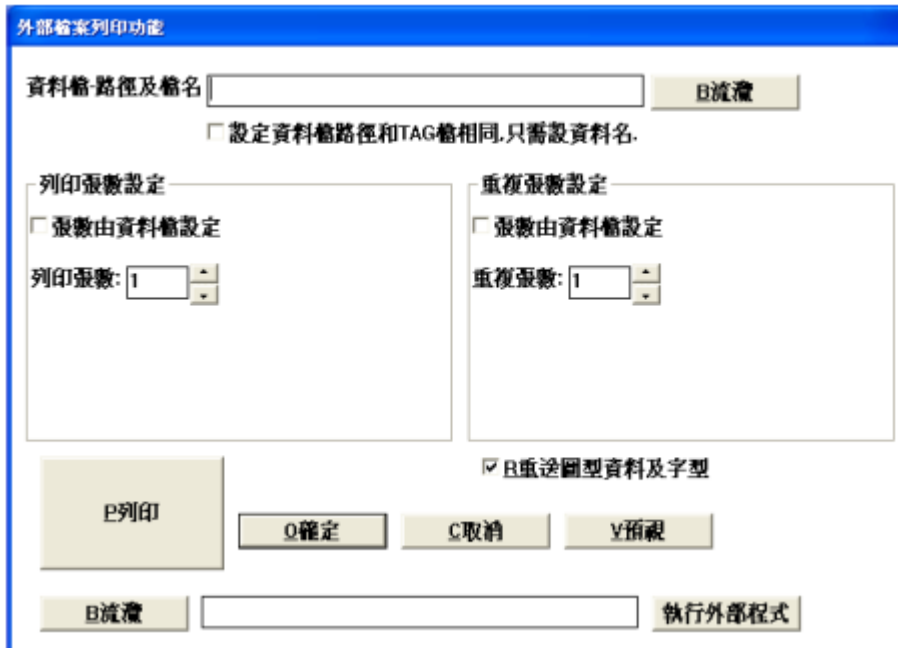 外部檔案列印功能
資料檔-路徑及檔名 B流灠
設定資料檔路徑和TAG檔相同,只需設資料名.
列印張數設定 重複張數設定
張數由資料檔設定 張數由資料檔設定
列印張數: 1 重複張數: 1
R重送圖型資料及字型
P列印 O確定 C取消 V預視
B流灠 執行外部程式